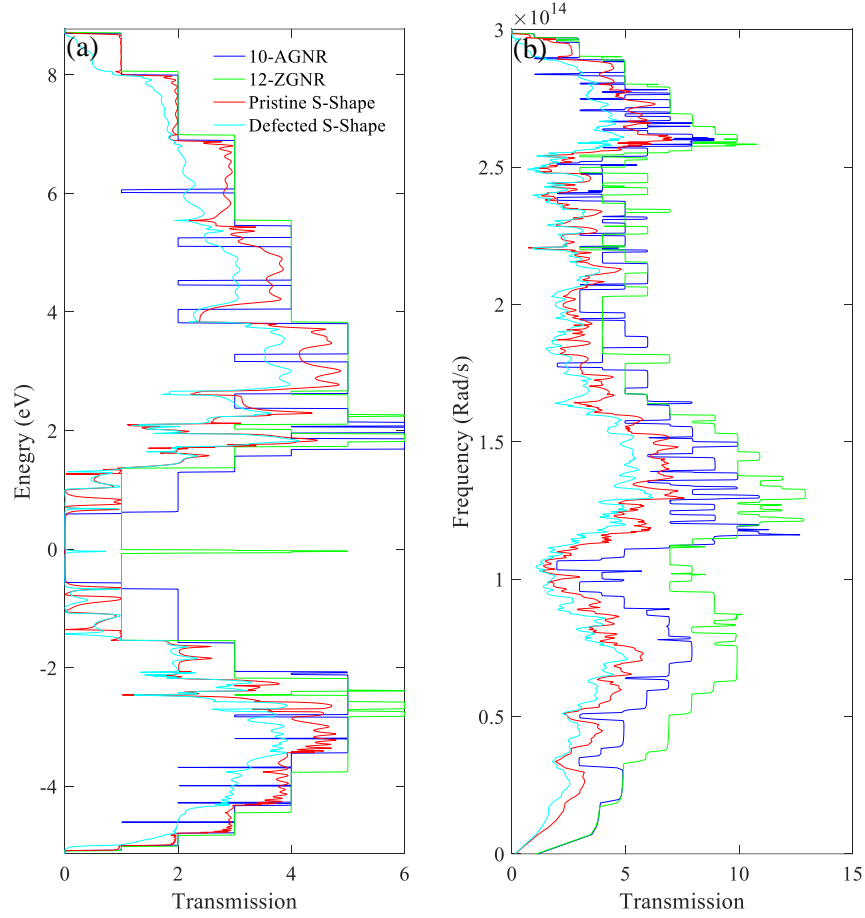 (a)
10-AGNR
12-ZGNR
Pristine S-Shape
Defected S-Shape
8
6
4
2
0
-2
-4
Enegry (eV)
0
2
4
6
Transmission
×10^14
(b)
3
2.5
2
1.5
1
0.5
0
Frequency (Rad/s)
0
5
10
15
Transmission